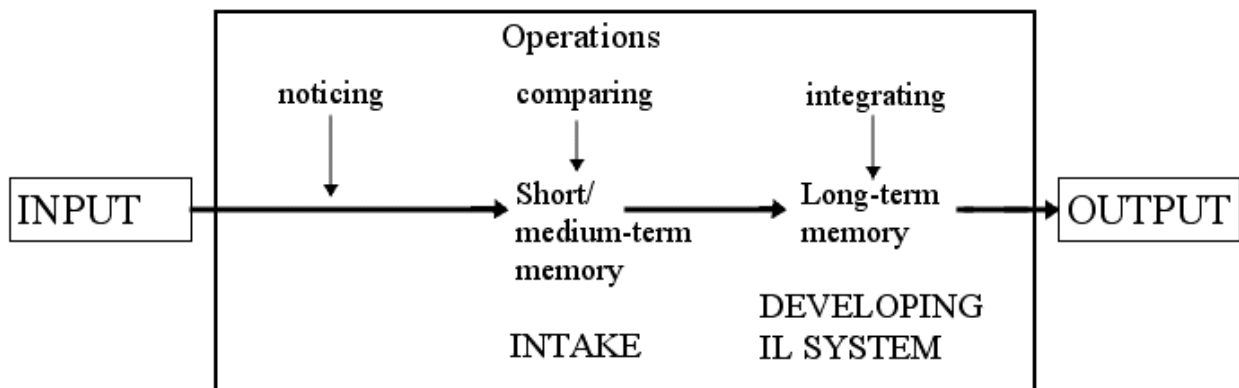 Operations
noticing
comparing
integrating
INPUT
Short/
medium-term
memory
Long-term
memory
OUTPUT
INTAKE
DEVELOPING
IL SYSTEM